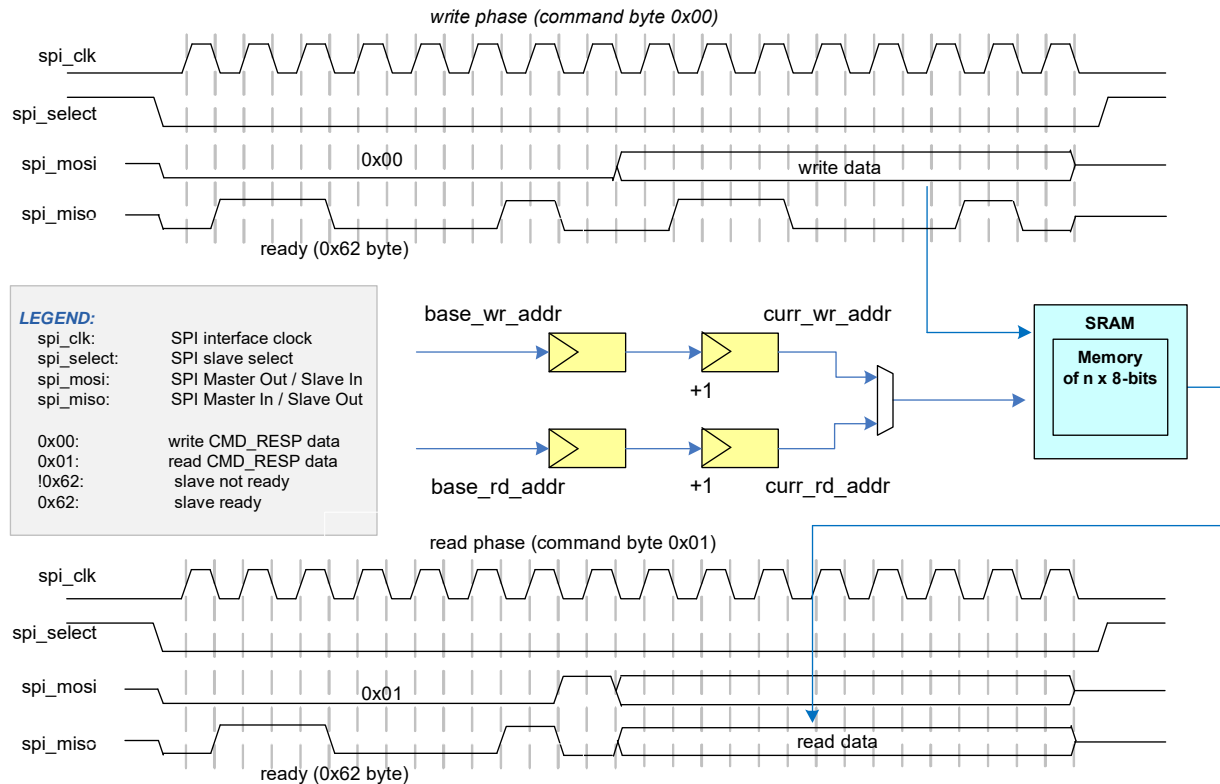 write phase (command byte 0x00)
spi_clk
spi_select
spi_mosi
0x00
write data
spi_miso
ready (0x62 byte)
LEGEND:
spi_clk: SPI interface clock
spi_select: SPI slave select
spi_mosi: SPI Master Out / Slave In
spi_miso: SPI Master In / Slave Out
0x00: write CMD_RESP data
0x01: read CMD_RESP data
!0x62: slave not ready
0x62: slave ready
base_wr_addr
curr_wr_addr
+1
SRAM
Memory
of n x 8-bits
base_rd_addr
+1
curr_rd_addr
read phase (command byte 0x01)
spi_clk
spi_select
spi_mosi
0x01
spi_miso
read data
ready (0x62 byte)